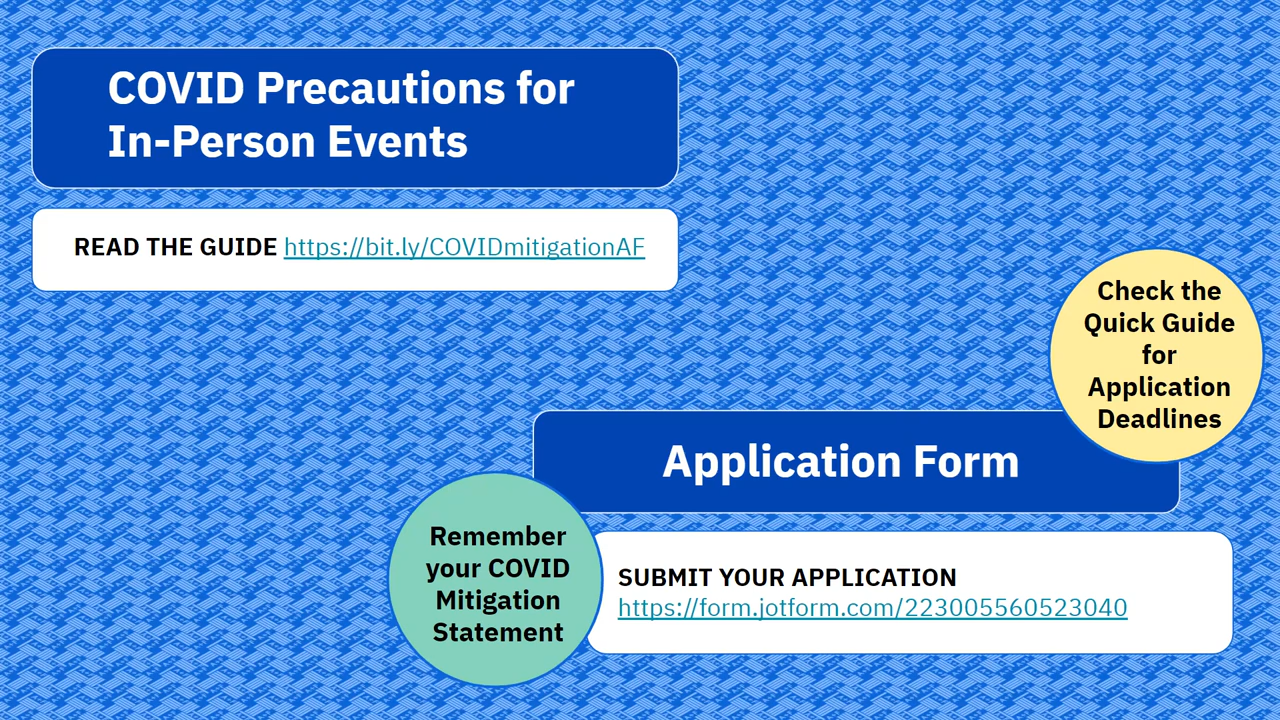 COVID Precautions for
In-Person Events
READ THE GUIDE https://bit.ly/COVIDmitigationAF
Check the
Quick Guide
for
Application
Deadlines
Application Form
Remember
your COVID
Mitigation
Statement
SUBMIT YOUR APPLICATION
https://form.jotform.com/223005560523040